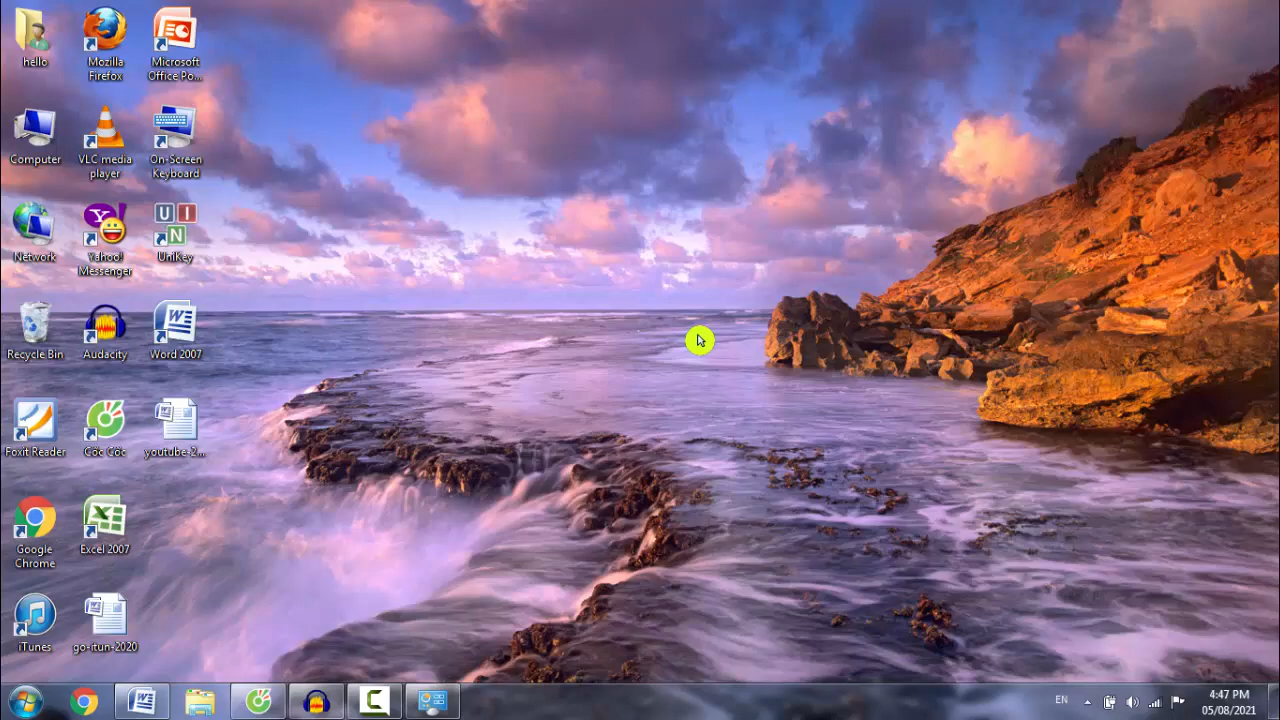 hello
Mozilla
Firefox
Microsoft
Office Po...
Computer
VLC media
player
On-Screen
Keyboard
Network
Yahoo!
Messenger
U I
N
UniKey
Recycle Bin
Audacity
Word 2007
Foxit Reader
Cốc Cốc
youtube-2...
Google
Chrome
Excel 2007
iTunes
go-itun-2020
EN
4:47 PM
05/08/2021